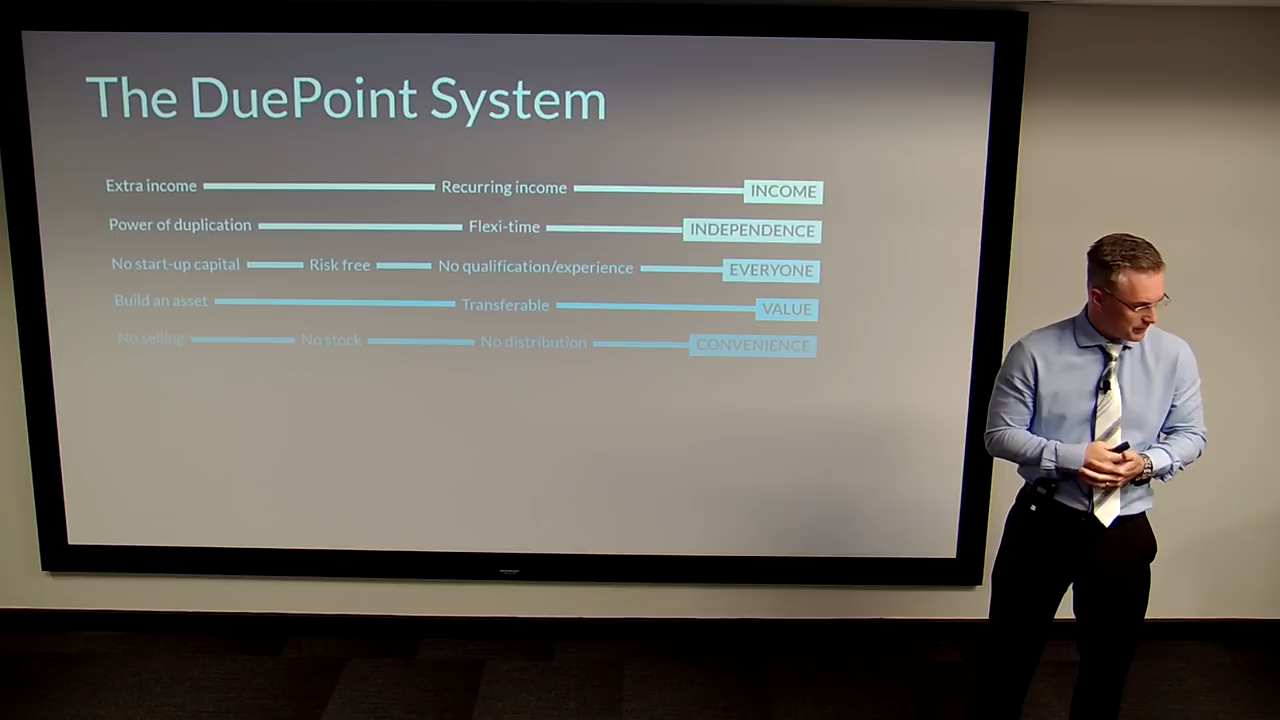 The DuePoint System
Extra income Recurring income INCOME
Power of duplication Flexi-time INDEPENDENCE
No start-up capital Risk free No qualification/experience EVERYONE
Build an asset Transferable VALUE
No selling No stock No distribution CONVENIENCE